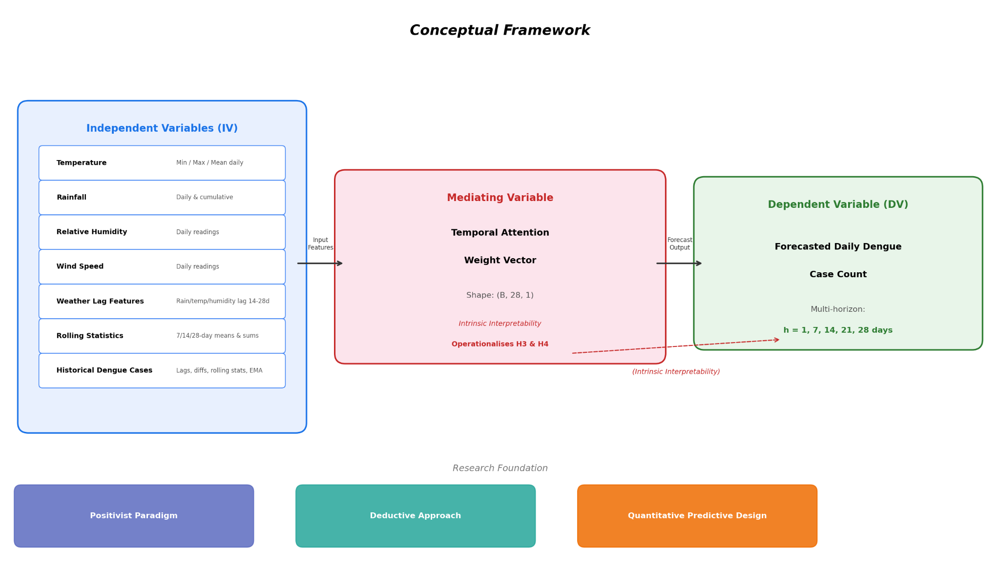 Conceptual Framework
Independent Variables (IV)
Temperature Min / Max / Mean daily
Rainfall Daily & cumulative
Relative Humidity Daily readings
Wind Speed Daily readings
Weather Lag Features Rain/temp/humidity lag 14-28d
Rolling Statistics 7/14/28-day means & sums
Historical Dengue Cases Lags, diffs, rolling stats, EMA
Input
Features
Mediating Variable
Temporal Attention
Weight Vector
Shape: (B, 28, 1)
Intrinsic Interpretability
Operationalises H3 & H4
Forecast
Output
Dependent Variable (DV)
Forecasted Daily Dengue
Case Count
Multi-horizon:
h = 1, 7, 14, 21, 28 days
(Intrinsic Interpretability)
Research Foundation
Positivist Paradigm
Deductive Approach
Quantitative Predictive Design